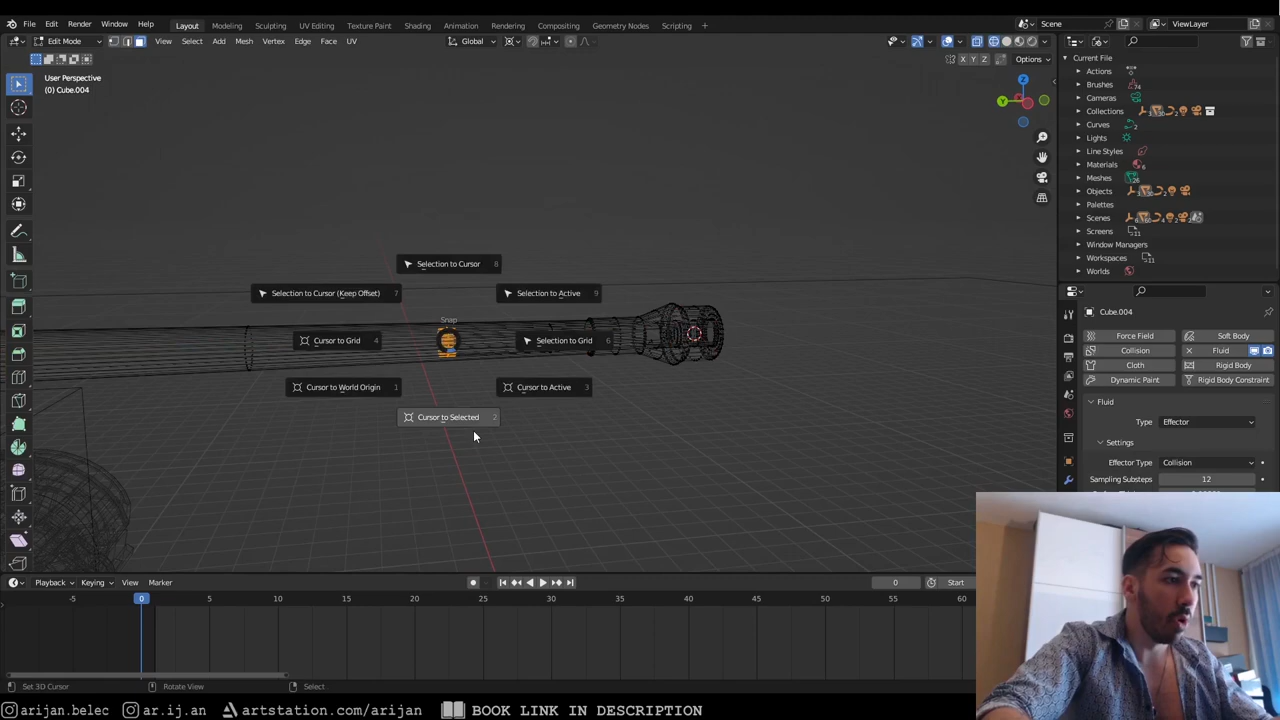 File Edit Render Window Help Layout Modeling Sculpting UV Editing Texture Paint Shading Animation Rendering Compositing Geometry Nodes Scripting + Scene ViewLayer
Edit Mode View Select Add Mesh Vertex Edge Face UV Global
X Y Z Options
User Perspective
(0) Cube.004
Z
Y
Current File
Actions
Brushes 74
Cameras
Collections
Curves 2
Lights
Line Styles
Materials 6
Meshes 26
Objects
Palettes
Scenes
Screens 11
Window Managers
Workspaces 11
Worlds
Selection to Cursor 8
Selection to Cursor (Keep Offset) 7
Selection to Active 9
Snap
Cursor to Grid 4
Selection to Grid 6
Cursor to World Origin 1
Cursor to Active 3
Cursor to Selected 2
Cube.004
Force Field Soft Body
Collision Fluid
Rigid Body
Dynamic Paint Rigid Body Constraint
Fluid
Type Effector
Settings
Effector Type Collision
Sampling Substeps 12
Playback Keying View Marker 0 Start
-5 0 5 10 15 20 25 30 35 40 45 50 55 60
Set 3D Cursor Rotate View Select
arijan.belec ar.ij.an artstation.com/arijan BOOK LINK IN DESCRIPTION